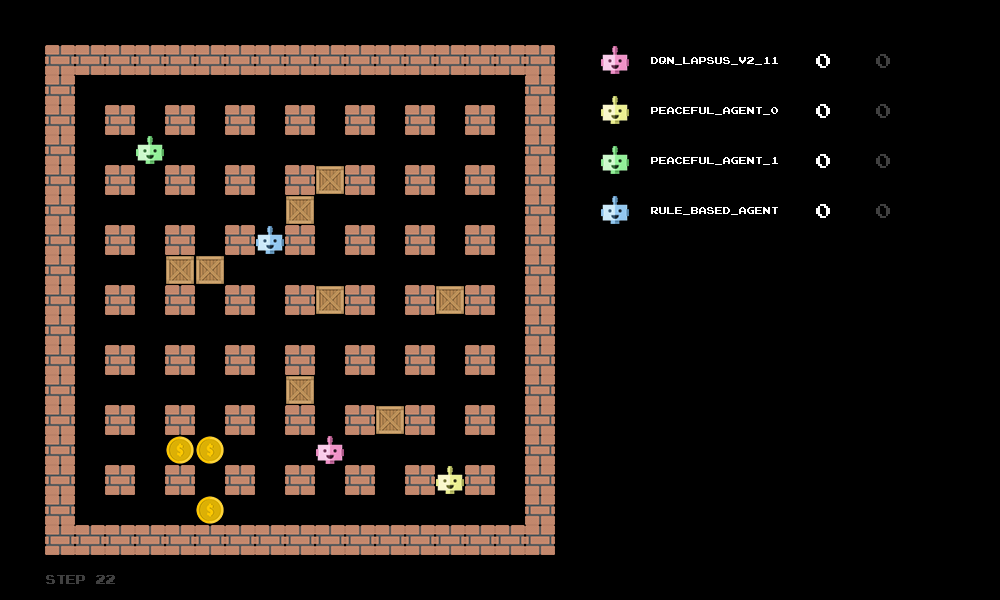 DQN_LAPSUS_V2_11 0 0
PEACEFUL_AGENT_0 0 0
PEACEFUL_AGENT_1 0 0
RULE_BASED_AGENT 0 0
$ $
$
STEP 22